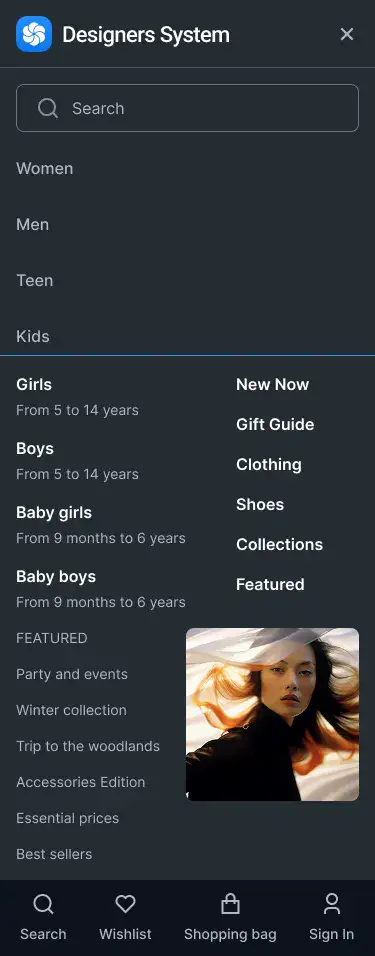 Designers System
Search
Women
Men
Teen
Kids
Girls
From 5 to 14 years
Boys
From 5 to 14 years
Baby girls
From 9 months to 6 years
Baby boys
From 9 months to 6 years
New Now
Gift Guide
Clothing
Shoes
Collections
Featured
FEATURED
Party and events
Winter collection
Trip to the woodlands
Accessories Edition
Essential prices
Best sellers
Search
Wishlist
Shopping bag
Sign In